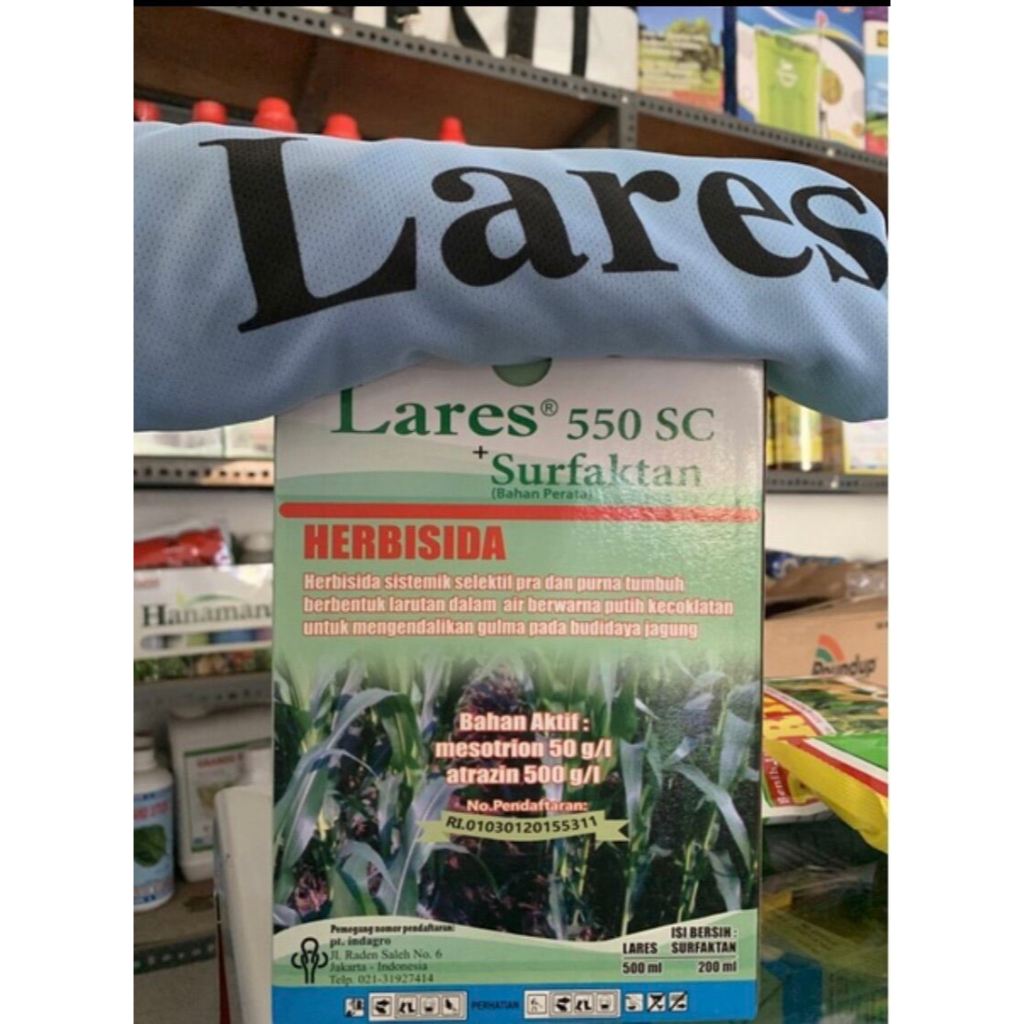 Lares
Lares® 550 SC
+Surfaktan
(Bahan Perata)
HERBISIDA
Herbisida sistemik selektif pra dan purna tumbuh
berbentuk larutan dalam air berwarna putih kecoklatan
untuk mengendalikan gulma pada budidaya jagung
Bahan Aktif :
mesotrion 50 g/l
atrazin 500 g/l
No.Pendaftaran:
RI.01030120155311
Pemegang nomor pendaftaran:
pt. indagro
Jl. Raden Saleh No. 6
Jakarta - Indonesia
Telp. 021-31927414
ISI BERSIH :
LARES SURFAKTAN
500 ml 200 ml
PERHATIAN
Hanaman
Roundup
Benih